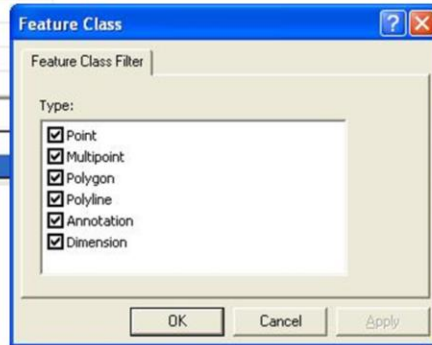 Feature Class
Feature Class Filter
Type:
Point
Multipoint
Polygon
Polyline
Annotation
Dimension
OK Cancel Apply